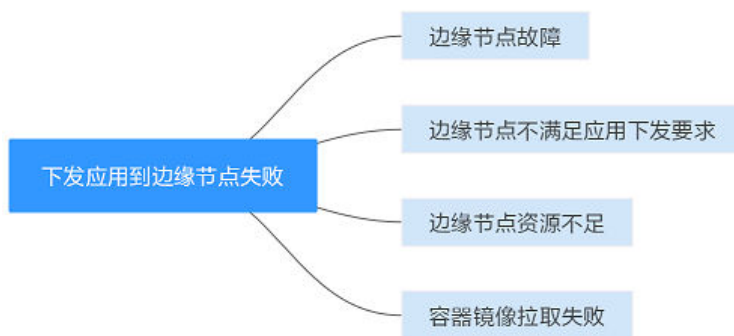 下发应用到边缘节点失败
边缘节点故障
边缘节点不满足应用下发要求
边缘节点资源不足
容器镜像拉取失败